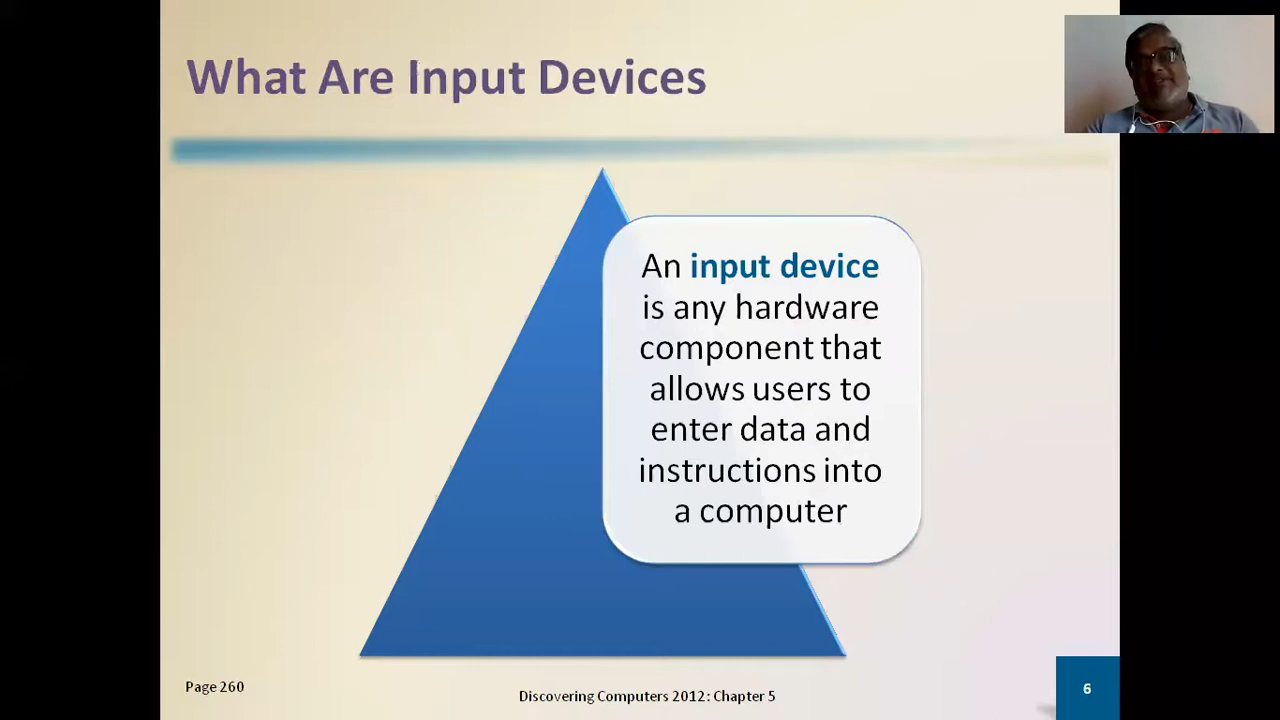 What Are Input Devices
An input device
is any hardware
component that
allows users to
enter data and
instructions into
a computer
Page 260
Discovering Computers 2012: Chapter 5
6